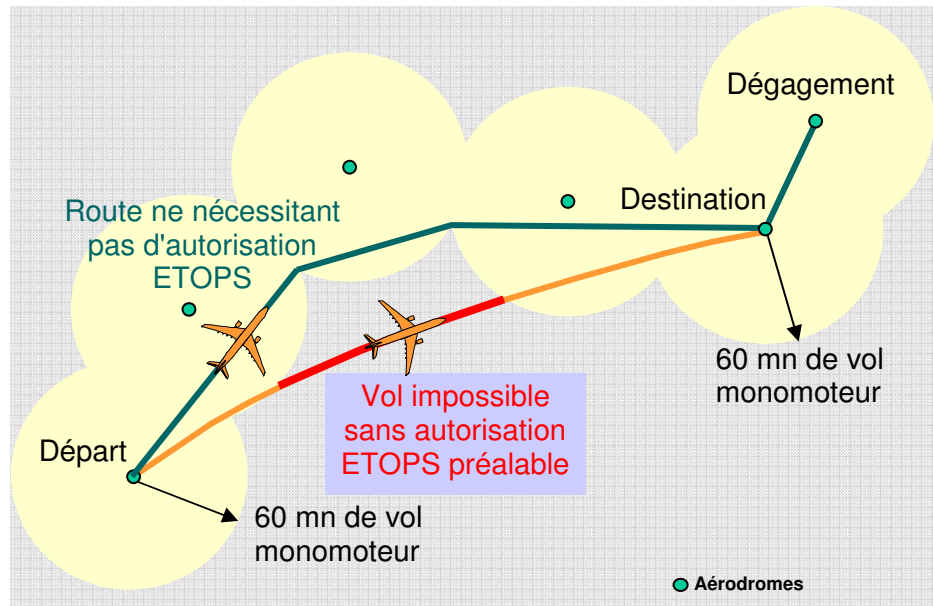 Dégagement
Destination
Route ne nécessitant
pas d'autorisation
ETOPS
60 mn de vol
monomoteur
Vol impossible
sans autorisation
ETOPS préalable
Départ
60 mn de vol
monomoteur
Aérodromes